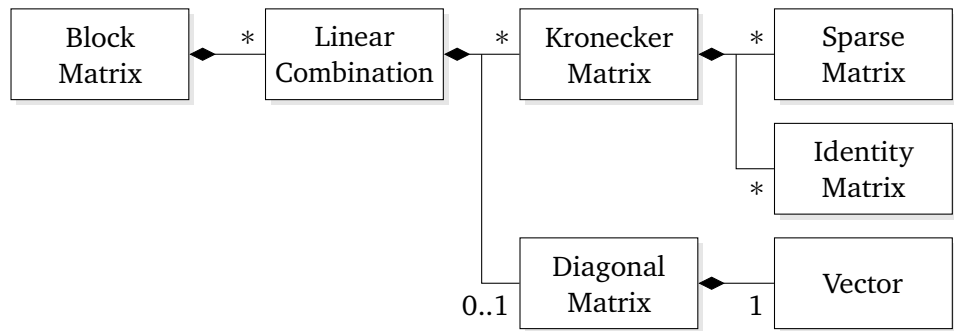 Block
Matrix
*
Linear
Combination
*
Kronecker
Matrix
*
Sparse
Matrix
*
Identity
Matrix
0..1
Diagonal
Matrix
1
Vector